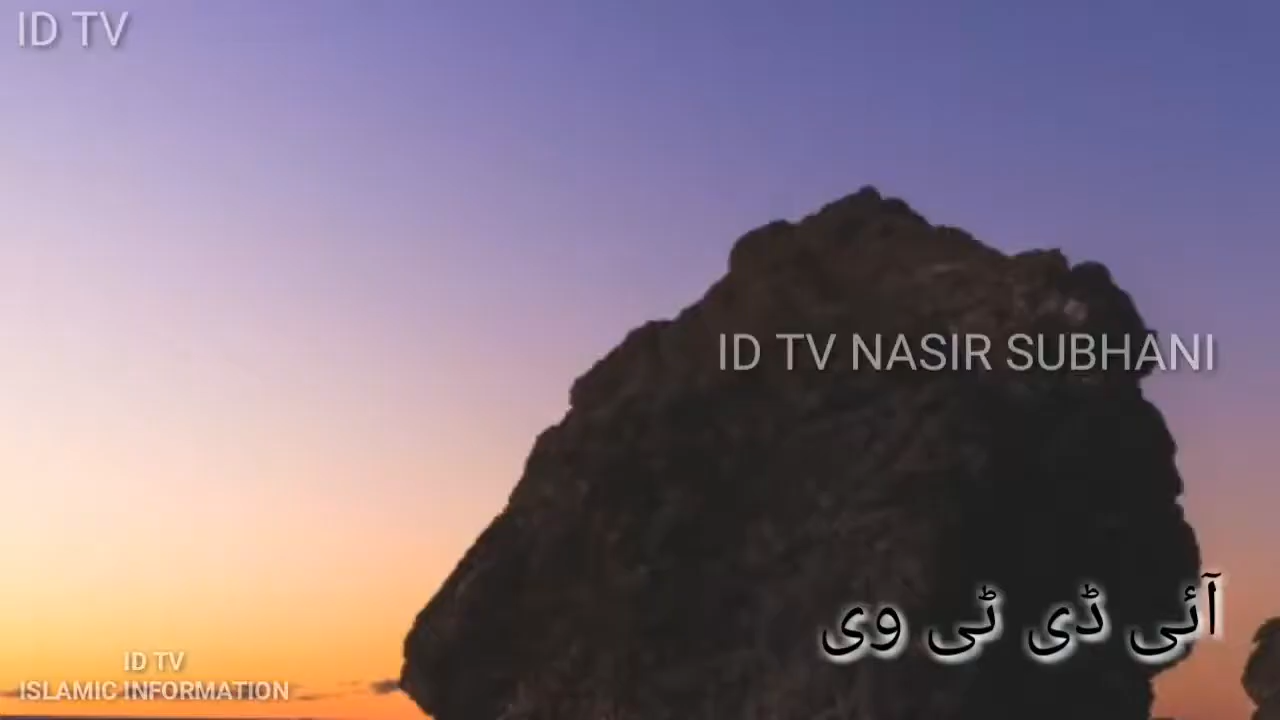 ID TV
ID TV NASIR SUBHANI
آئی ڈی ٹی وی
ID TV
ISLAMIC INFORMATION